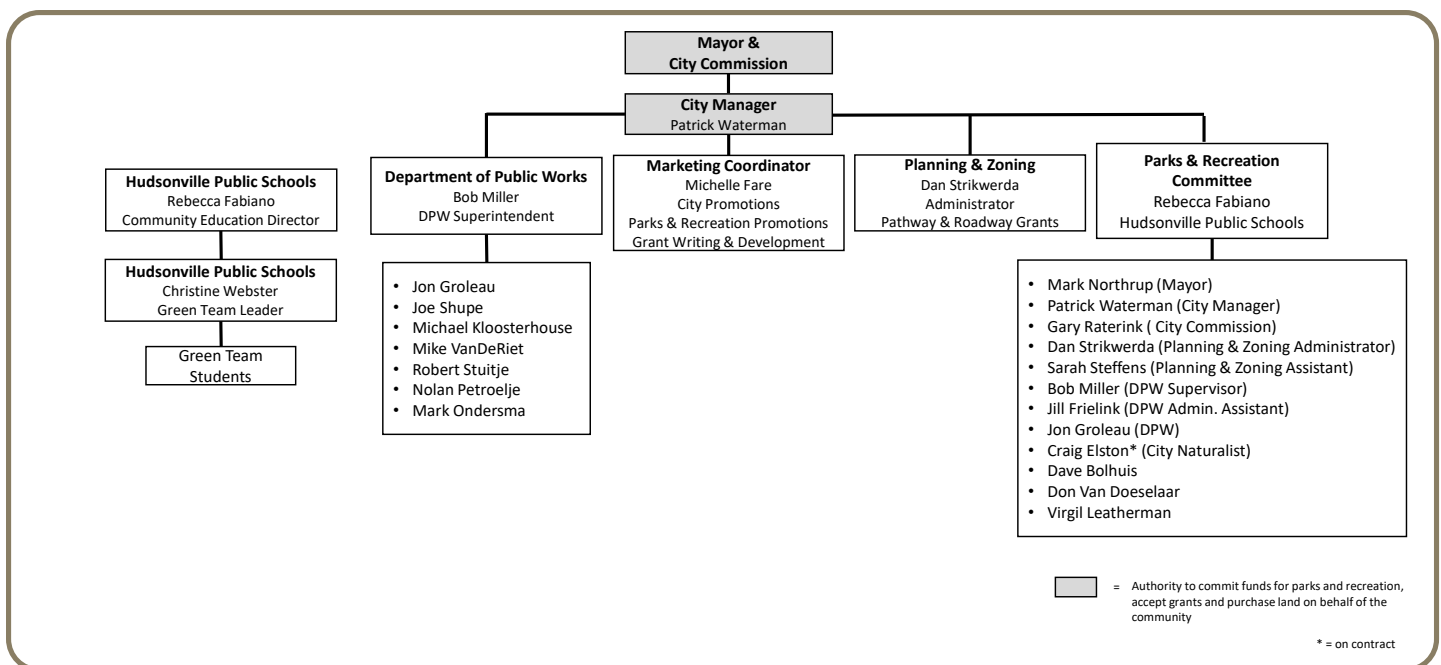 Mayor &
City Commission
City Manager
Patrick Waterman
Hudsonville Public Schools
Rebecca Fabiano
Community Education Director
Hudsonville Public Schools
Christine Webster
Green Team Leader
Green Team
Students
Department of Public Works
Bob Miller
DPW Superintendent
• Jon Groleau
• Joe Shupe
• Michael Kloosterhouse
• Mike VanDeRiet
• Robert Stuitje
• Nolan Petroelje
• Mark Ondersma
Marketing Coordinator
Michelle Fare
City Promotions
Parks & Recreation Promotions
Grant Writing & Development
Planning & Zoning
Dan Strikwerda
Administrator
Pathway & Roadway Grants
Parks & Recreation
Committee
Rebecca Fabiano
Hudsonville Public Schools
• Mark Northrup (Mayor)
• Patrick Waterman (City Manager)
• Gary Raterink ( City Commission)
• Dan Strikwerda (Planning & Zoning Administrator)
• Sarah Steffens (Planning & Zoning Assistant)
• Bob Miller (DPW Supervisor)
• Jill Frielink (DPW Admin. Assistant)
• Jon Groleau (DPW)
• Craig Elston* (City Naturalist)
• Dave Bolhuis
• Don Van Doeselaar
• Virgil Leatherman
= Authority to commit funds for parks and recreation,
accept grants and purchase land on behalf of the
community
* = on contract